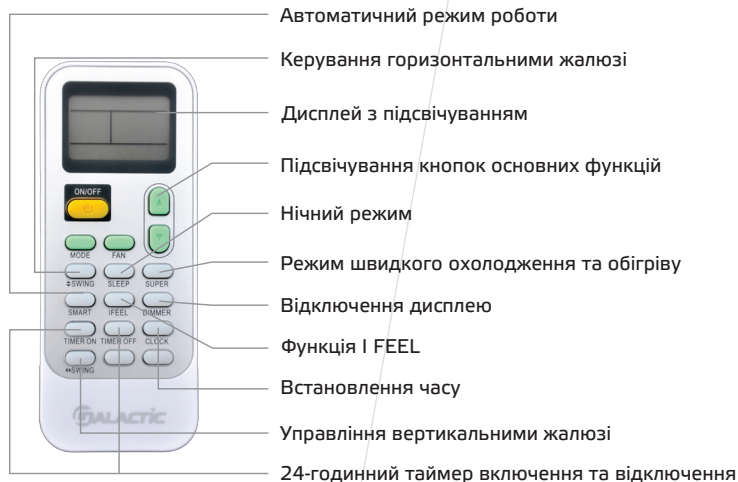 Автоматичний режим роботи
Керування горизонтальними жалюзі
Дисплей з підсвічуванням
Підсвічування кнопок основних функцій
Нічний режим
Режим швидкого охолодження та обігріву
Відключення дисплею
Функція I FEEL
Встановлення часу
Управління вертикальними жалюзі
24-годинний таймер включення та відключення
ON/OFF
MODE FAN
SWING SLEEP SUPER
SMART IFEEL DIMMER
TIMER ON TIMER OFF CLOCK
SWING
GALACTIC